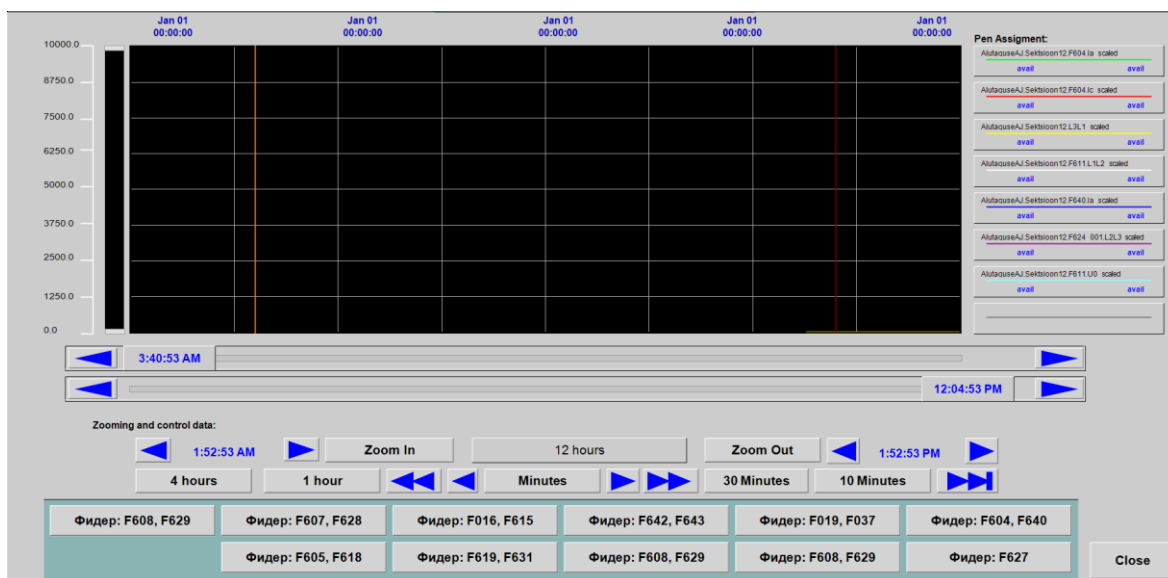 Jan 01 Jan 01 Jan 01 Jan 01 Jan 01
00:00:00 00:00:00 00:00:00 00:00:00 00:00:00
Pen Assigment:
10000.0
8750.0
7500.0
6250.0
5000.0
3750.0
2500.0
1250.0
0.0
AlutaguseAJ.Sektsioon12.F604.Ia scaled
avail avail
AlutaguseAJ.Sektsioon12.F604.Ic scaled
avail avail
AlutaguseAJ.Sektsioon12.L3L1 scaled
avail avail
AlutaguseAJ.Sektsioon12.F611.L1L2 scaled
avail avail
AlutaguseAJ.Sektsioon12.F640.Ia scaled
avail avail
AlutaguseAJ.Sektsioon12.F624 001.L2L3 scaled
avail avail
AlutaguseAJ.Sektsioon12.F611.U0 scaled
avail avail
3:40:53 AM
12:04:53 PM
Zooming and control data:
1:52:53 AM Zoom In 12 hours Zoom Out 1:52:53 PM
4 hours 1 hour Minutes 30 Minutes 10 Minutes
Фидер: F608, F629 Фидер: F607, F628 Фидер: F016, F615 Фидер: F642, F643 Фидер: F019, F037 Фидер: F604, F640
Фидер: F605, F618 Фидер: F619, F631 Фидер: F608, F629 Фидер: F608, F629 Фидер: F627 Close